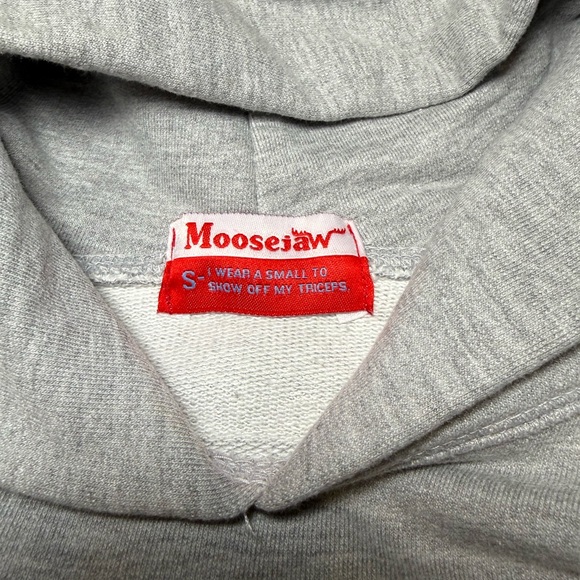 Moosejaw
S- I WEAR A SMALL TO
SHOW OFF MY TRICEPS.